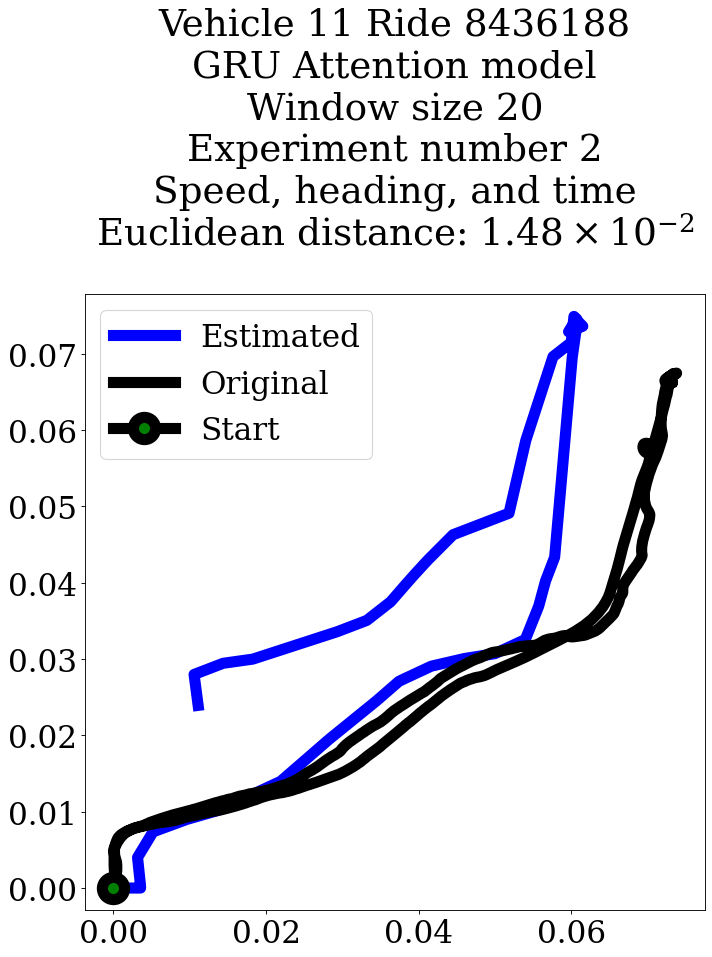 Vehicle 11 Ride 8436188
GRU Attention model
Window size 20
Experiment number 2
Speed, heading, and time
Euclidean distance: 1.48 × 10⁻²
Estimated
Original
Start
0.07
0.06
0.05
0.04
0.03
0.02
0.01
0.00
0.00 0.02 0.04 0.06